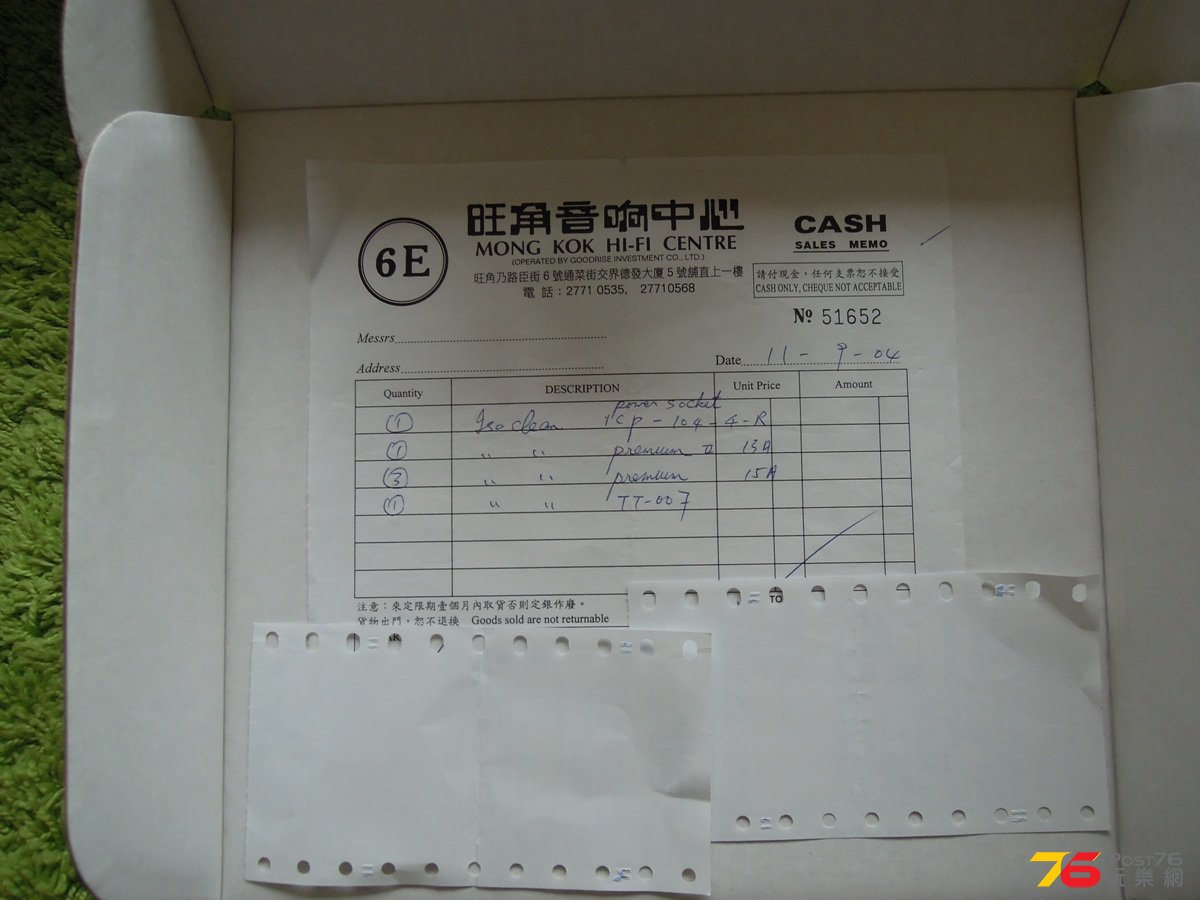 6E
旺角音响中心
MONG KOK HI-FI CENTRE
(OPERATED BY GOODRISE INVESTMENT CO., LTD.)
旺角乃路臣街6號通菜街交界德發大廈5號舖直上一樓
電話：2771 0535, 27710568
CASH
SALES MEMO
請付現金，任何支票恕不接受
CASH ONLY, CHEQUE NOT ACCEPTABLE
№ 51652
Messrs
Address
Date 11 - 9 - 04
Quantity DESCRIPTION Unit Price Amount
power socket
1 Isoclean ICP - 104 - 4 - R
1 〃 〃 premium II 13A
3 〃 〃 premium 15A
1 〃 〃 TT-007
注意：來定限期壹個月內取貨否則定銀作廢。
貨物出門，恕不退換 Goods sold are not returnable
TO
76 POST76
玩樂網